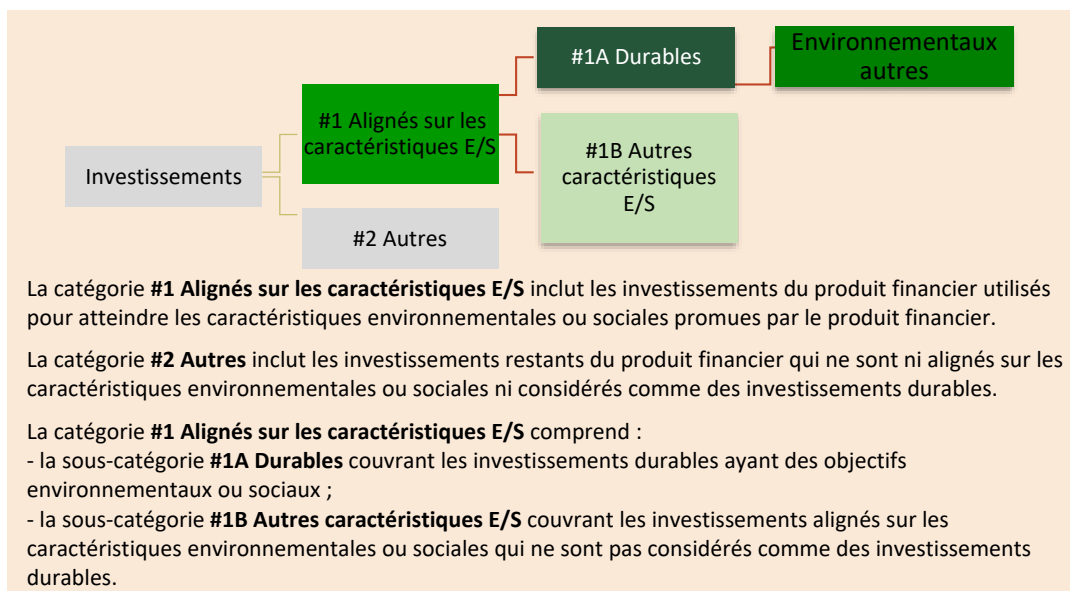 #1A Durables
Environnementaux
autres
#1 Alignés sur les
caractéristiques E/S
#1B Autres
caractéristiques
E/S
Investissements
#2 Autres
La catégorie #1 Alignés sur les caractéristiques E/S inclut les investissements du produit financier utilisés
pour atteindre les caractéristiques environnementales ou sociales promues par le produit financier.
La catégorie #2 Autres inclut les investissements restants du produit financier qui ne sont ni alignés sur les
caractéristiques environnementales ou sociales ni considérés comme des investissements durables.
La catégorie #1 Alignés sur les caractéristiques E/S comprend :
- la sous-catégorie #1A Durables couvrant les investissements durables ayant des objectifs
environnementaux ou sociaux ;
- la sous-catégorie #1B Autres caractéristiques E/S couvrant les investissements alignés sur les
caractéristiques environnementales ou sociales qui ne sont pas considérés comme des investissements
durables.